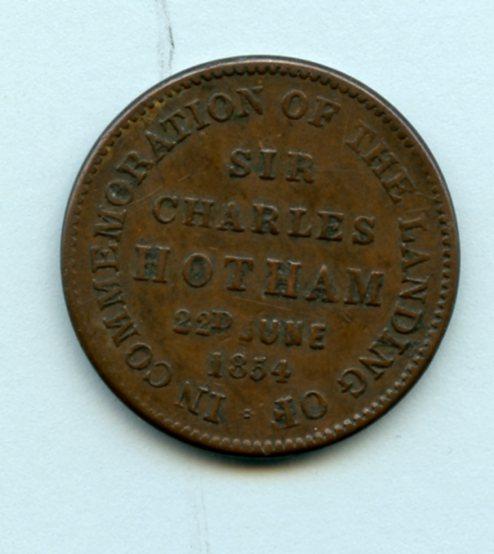 IN COMMEMORATION OF THE LANDING OF
SIR
CHARLES
HOTHAM
22D JUNE
1854